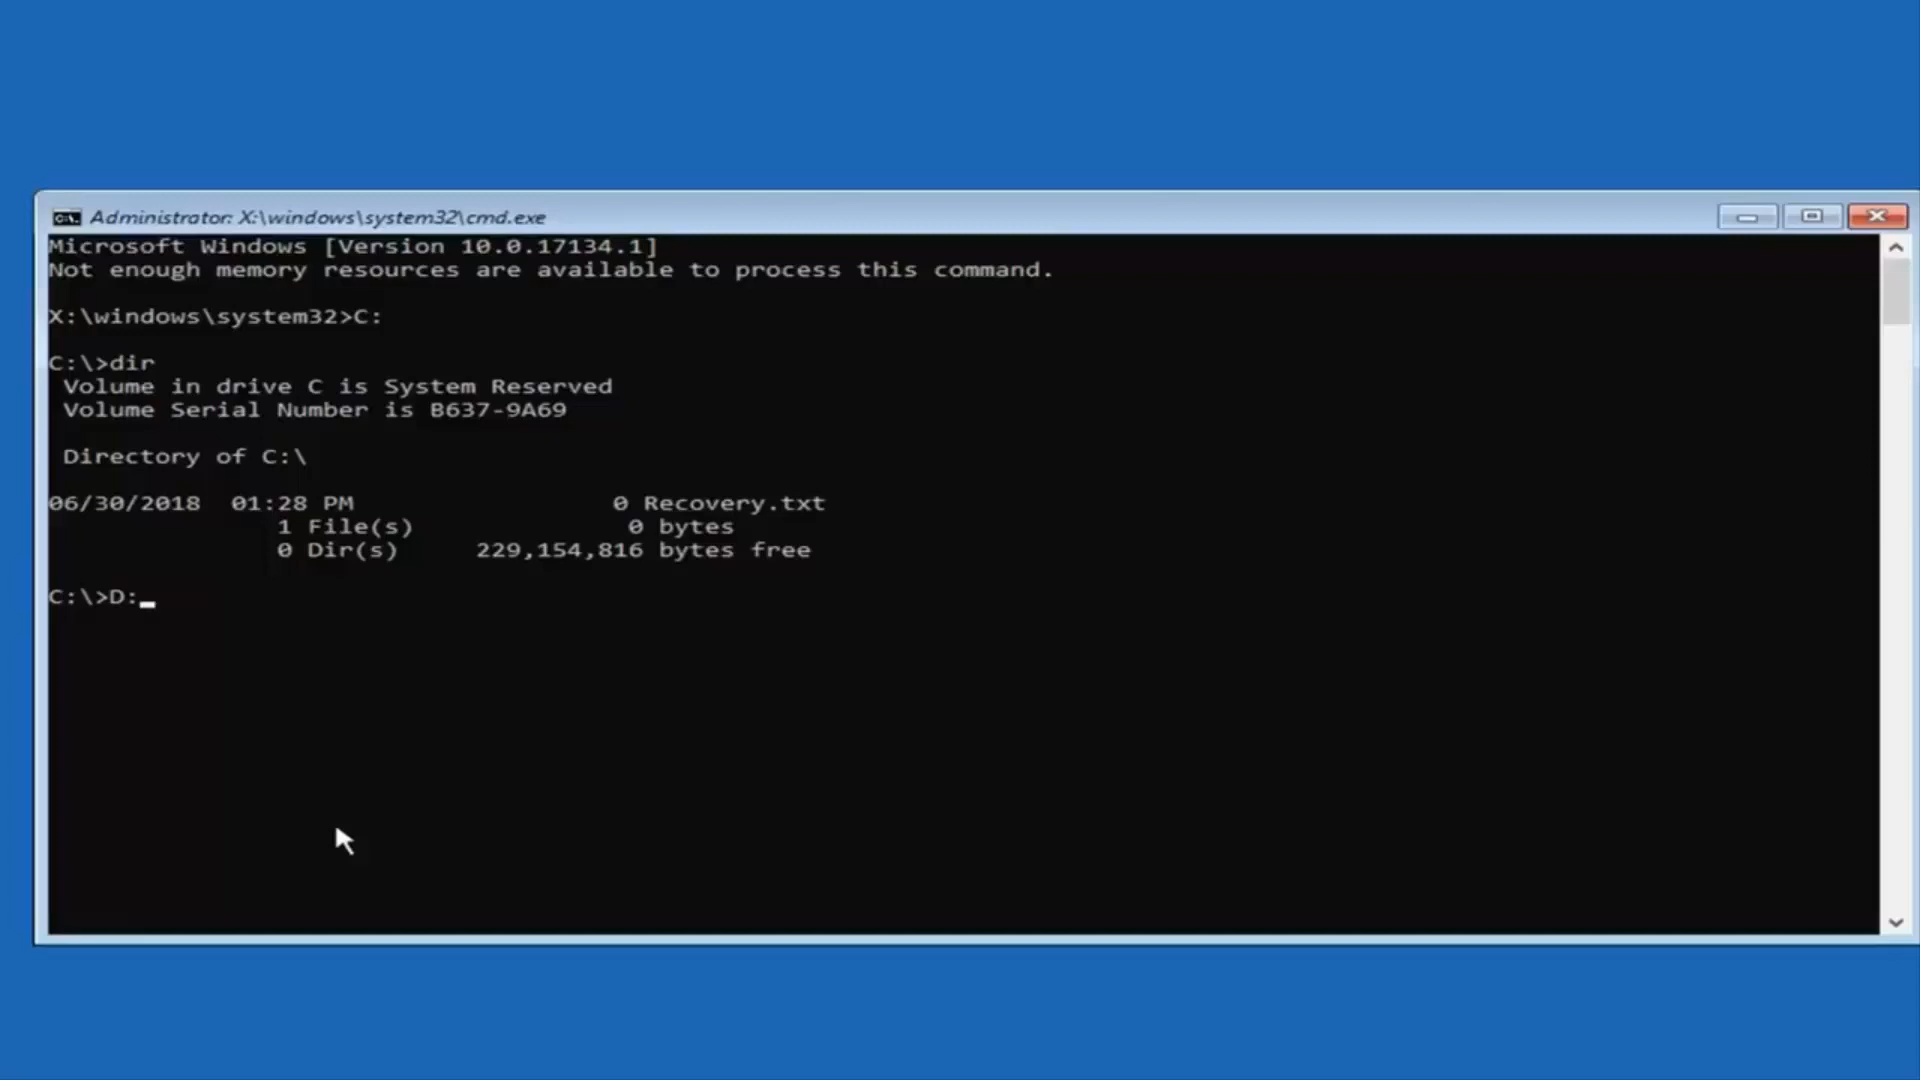 Administrator: X:\windows\system32\cmd.exe
Microsoft Windows [Version 10.0.17134.1]
Not enough memory resources are available to process this command.
X:\windows\system32>C:
C:\>dir
Volume in drive C is System Reserved
Volume Serial Number is B637-9A69
Directory of C:\
06/30/2018  01:28 PM                 0 Recovery.txt
1 File(s)              0 bytes
0 Dir(s)     229,154,816 bytes free
C:\>D: